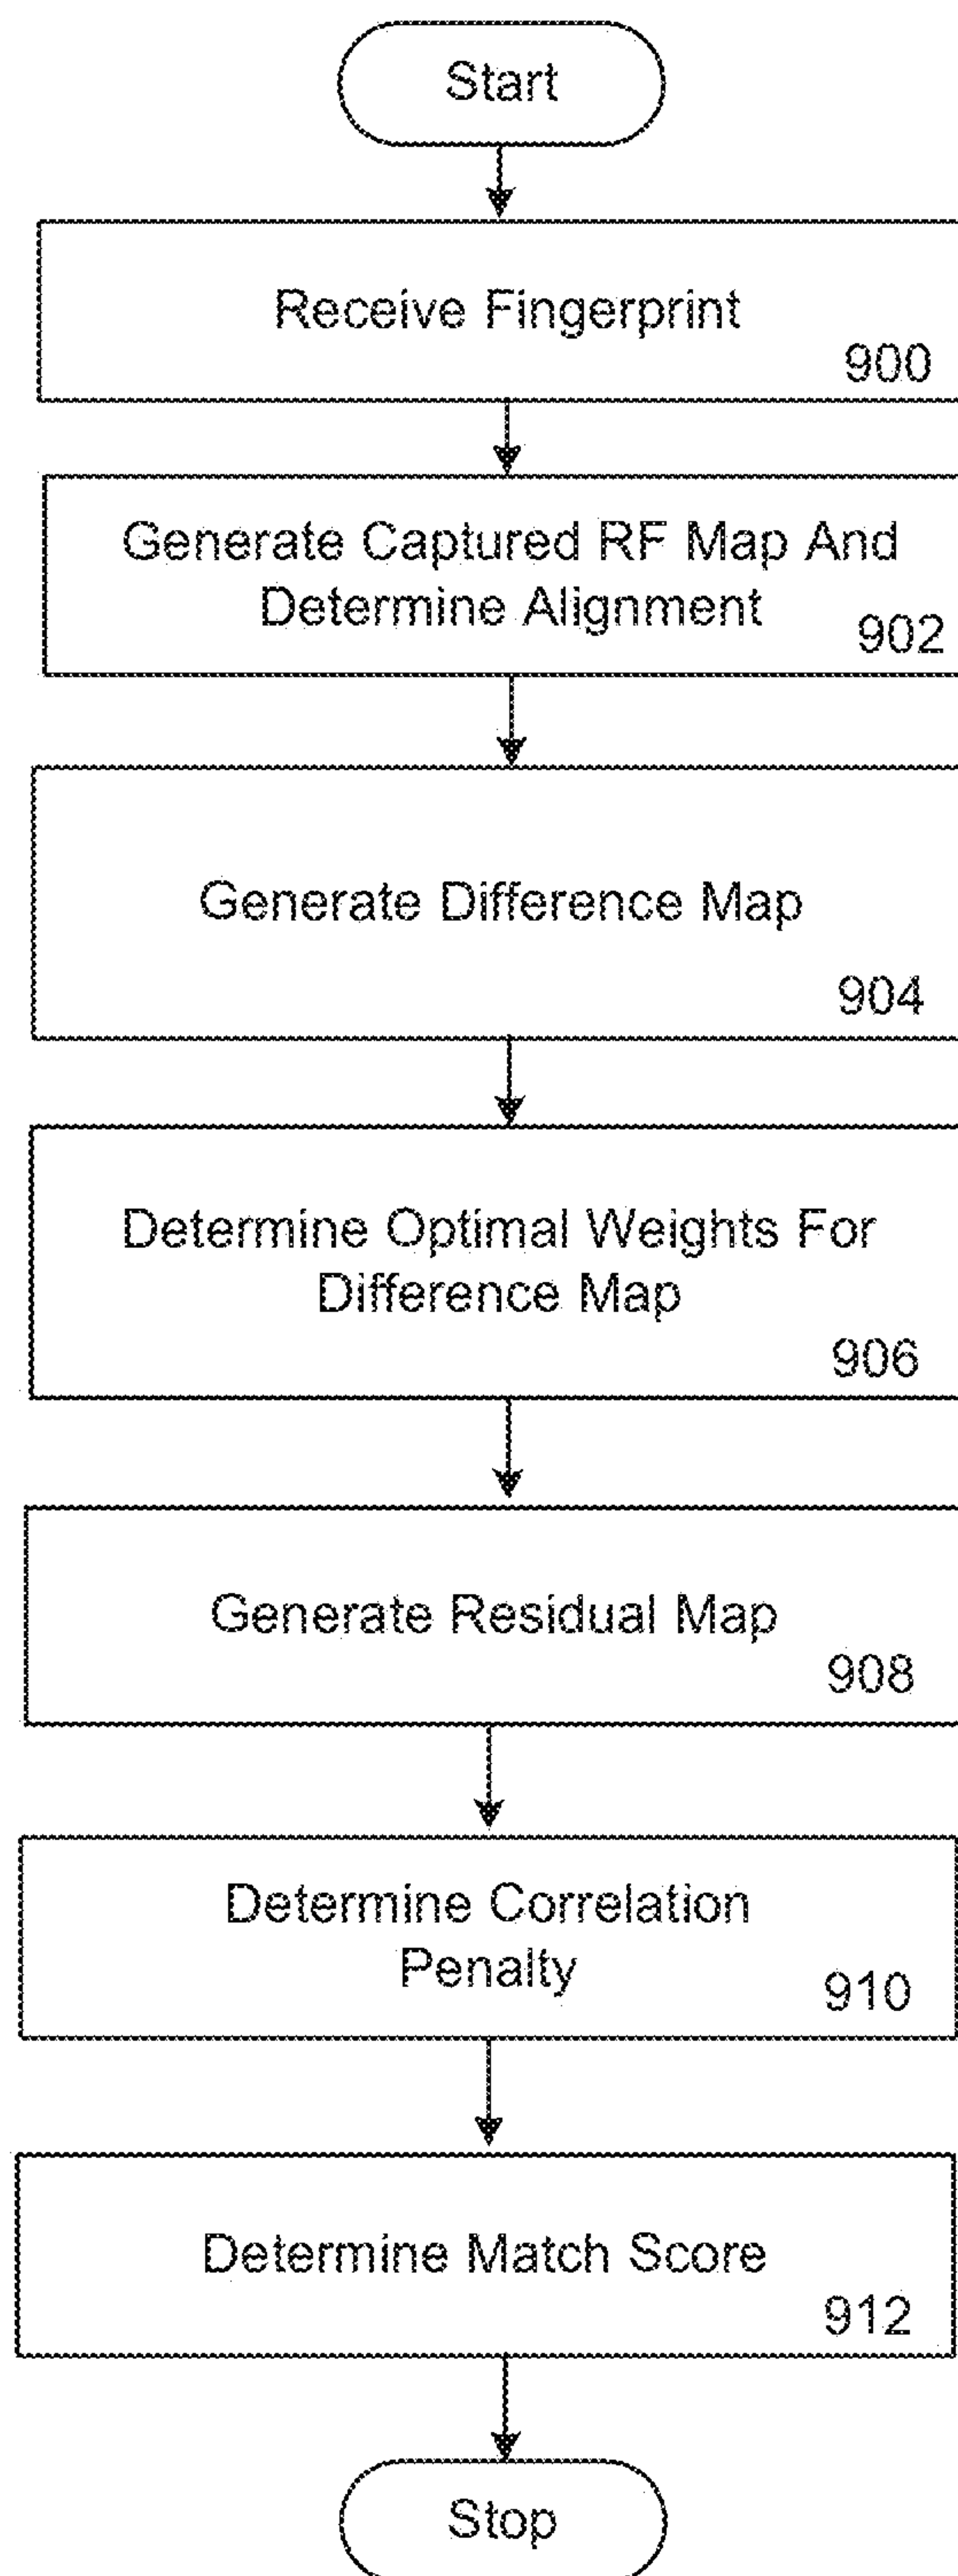 Start
Receive Fingerprint
900
Generate Captured RF Map And
Determine Alignment
902
Generate Difference Map
904
Determine Optimal Weights For
Difference Map
906
Generate Residual Map
908
Determine Correlation
Penalty
910
Determine Match Score
912
Stop